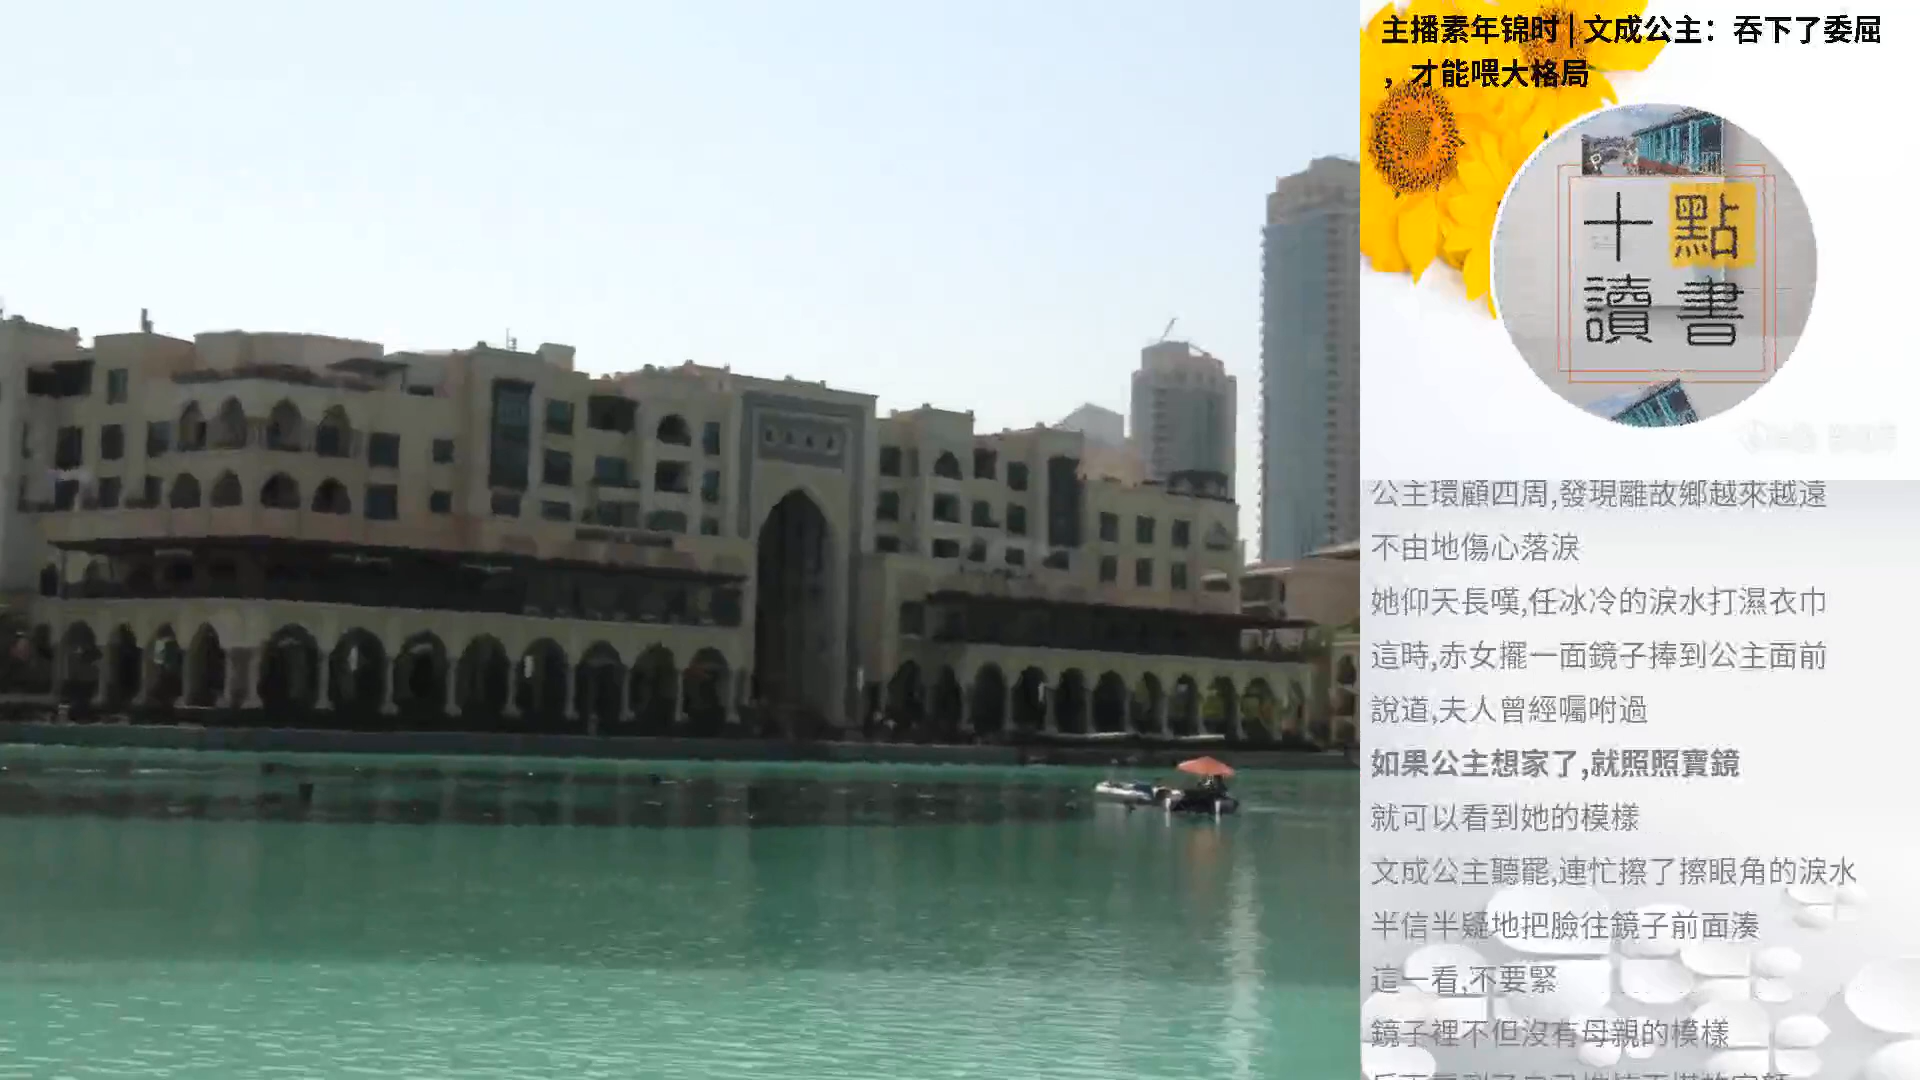 主播素年锦时 | 文成公主：吞下了委屈
，才能喂大格局
十點
讀書
公主環顧四周,發現離故鄉越來越遠
不由地傷心落淚
她仰天長嘆,任冰冷的淚水打濕衣巾
這時,赤女擺一面鏡子捧到公主面前
說道,夫人曾經囑咐過
如果公主想家了,就照照寶鏡
就可以看到她的模樣
文成公主聽罷,連忙擦了擦眼角的淚水
半信半疑地把臉往鏡子前面湊
這一看,不要緊
鏡子裡不但沒有母親的模樣